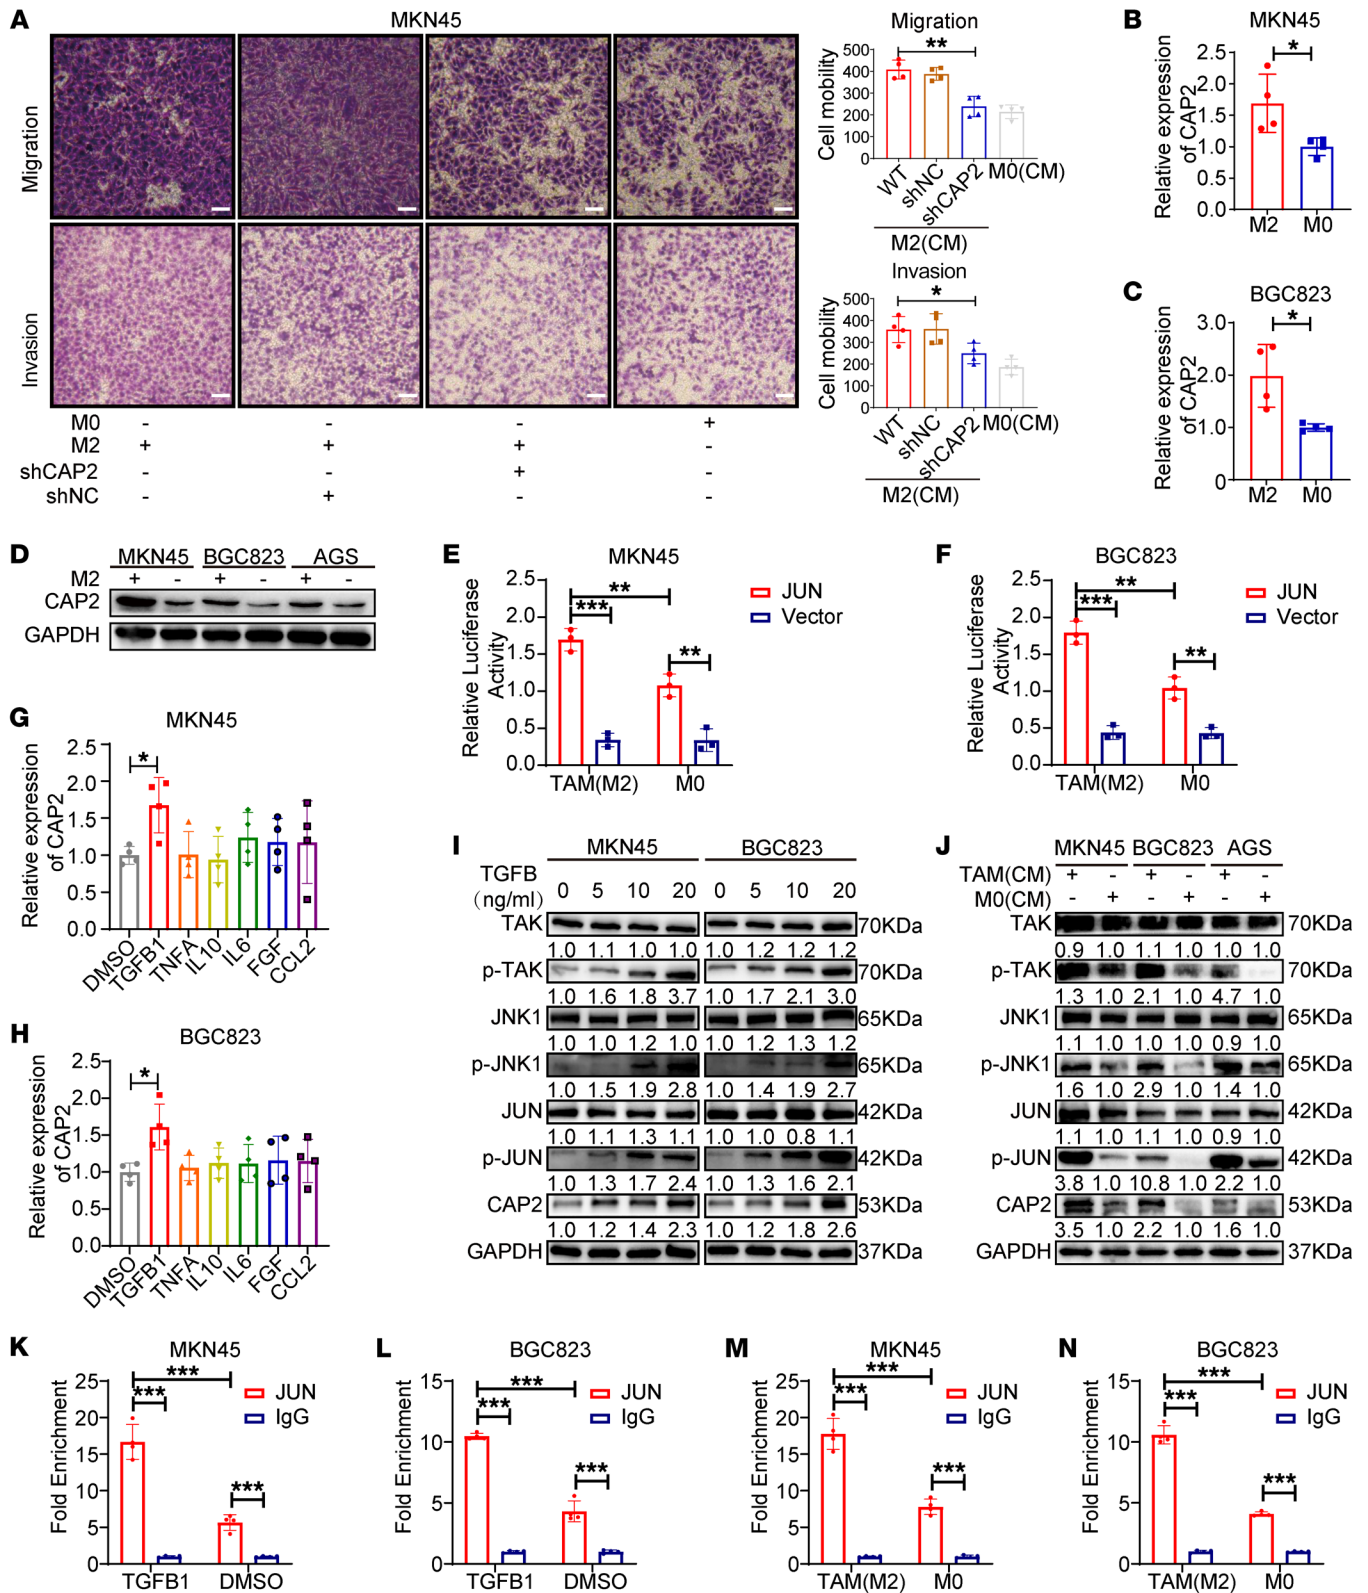 A
MKN45
Migration
Invasion
M0 - - - +
M2 + + + -
shCAP2 - - + -
shNC - + - -
Migration
Cell mobility
500
400
300
200
100
0
**
WT
shNC
shCAP2
M0(CM)
M2(CM)
Invasion
Cell mobility
500
400
300
200
100
0
*
WT
shNC
shCAP2
M0(CM)
M2(CM)
B
MKN45
Relative expression
of CAP2
2.5
2.0
1.5
1.0
0.5
0.0
*
M2 M0
C
BGC823
Relative expression
of CAP2
3.0
2.0
1.0
0
*
M2 M0
D
MKN45 BGC823 AGS
M2 + - + - + -
CAP2
GAPDH
E
MKN45
Relative Luciferase
Activity
2.5
2.0
1.5
1.0
0.5
0.0
**
***
**
JUN
Vector
TAM(M2) M0
F
BGC823
Relative Luciferase
Activity
2.5
2.0
1.5
1.0
0.5
0.0
**
***
**
JUN
Vector
TAM(M2) M0
G
MKN45
Relative expression
of CAP2
2.5
2.0
1.5
1.0
0.5
0.0
*
DMSO
TGFB1
TNFA
IL10
IL6
FGF
CCL2
H
BGC823
Relative expression
of CAP2
2.5
2.0
1.5
1.0
0.5
0.0
*
DMSO
TGFB1
TNFA
IL10
IL6
FGF
CCL2
I
MKN45 BGC823
TGFB
(ng/ml)
0 5 10 20 0 5 10 20
TAK 70KDa
1.0 1.1 1.0 1.0 1.0 1.2 1.2 1.2
p-TAK 70KDa
1.0 1.6 1.8 3.7 1.0 1.7 2.1 3.0
JNK1 65KDa
1.0 1.0 1.2 1.0 1.0 1.2 1.3 1.2
p-JNK1 65KDa
1.0 1.5 1.9 2.8 1.0 1.4 1.9 2.7
JUN 42KDa
1.0 1.1 1.3 1.1 1.0 1.0 0.8 1.1
p-JUN 42KDa
1.0 1.3 1.7 2.4 1.0 1.3 1.6 2.1
CAP2 53KDa
1.0 1.2 1.4 2.3 1.0 1.2 1.8 2.6
GAPDH 37KDa
J
MKN45 BGC823 AGS
TAM(CM) + - + - + -
M0(CM) - + - + - +
TAK 70KDa
0.9 1.0 1.1 1.0 1.0 1.0
p-TAK 70KDa
1.3 1.0 2.1 1.0 4.7 1.0
JNK1 65KDa
1.1 1.0 1.0 1.0 0.9 1.0
p-JNK1 65KDa
1.6 1.0 2.9 1.0 1.4 1.0
JUN 42KDa
1.1 1.0 1.1 1.0 0.9 1.0
p-JUN 42KDa
3.8 1.0 10.8 1.0 2.2 1.0
CAP2 53KDa
3.5 1.0 2.2 1.0 1.6 1.0
GAPDH 37KDa
K
MKN45
Fold Enrichment
25
20
15
10
5
0
***
***
***
JUN
IgG
TGFB1 DMSO
L
BGC823
Fold Enrichment
15
10
5
0
***
***
***
JUN
IgG
TGFB1 DMSO
M
MKN45
Fold Enrichment
25
20
15
10
5
0
***
***
***
JUN
IgG
TAM(M2) M0
N
BGC823
Fold Enrichment
15
10
5
0
***
***
***
JUN
IgG
TAM(M2) M0